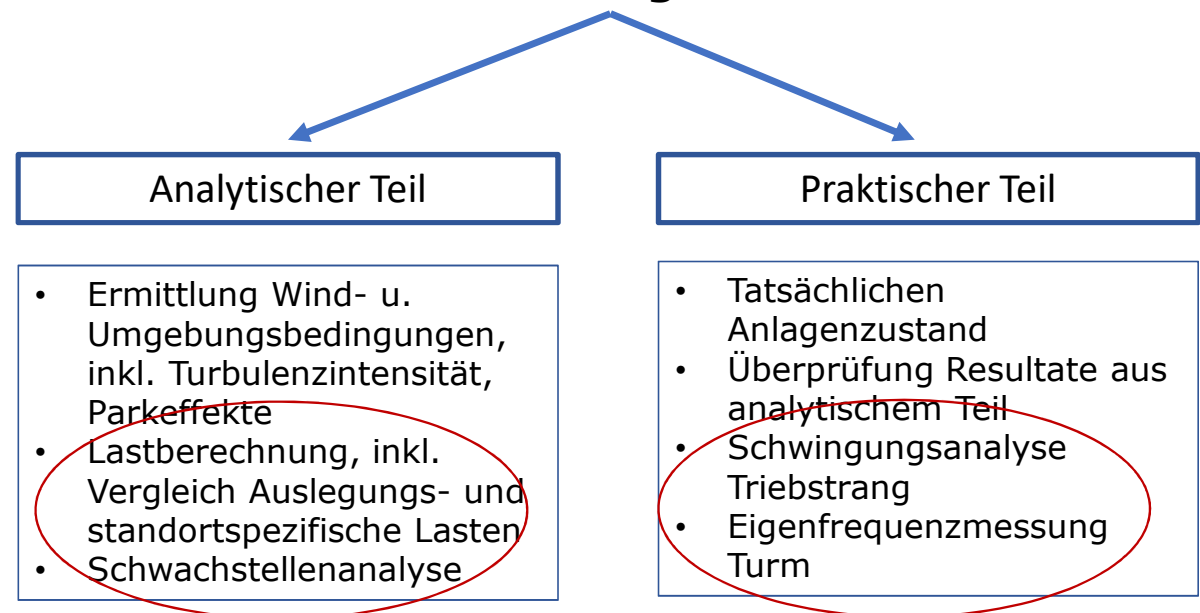 Analytischer Teil
• Ermittlung Wind- u.
Umgebungsbedingungen,
inkl. Turbulenzintensität,
Parkeffekte
• Lastberechnung, inkl.
Vergleich Auslegungs- und
standortspezifische Lasten
• Schwachstellenanalyse
Praktischer Teil
• Tatsächlichen
Anlagenzustand
• Überprüfung Resultate aus
analytischem Teil
• Schwingungsanalyse
Triebstrang
• Eigenfrequenzmessung
Turm